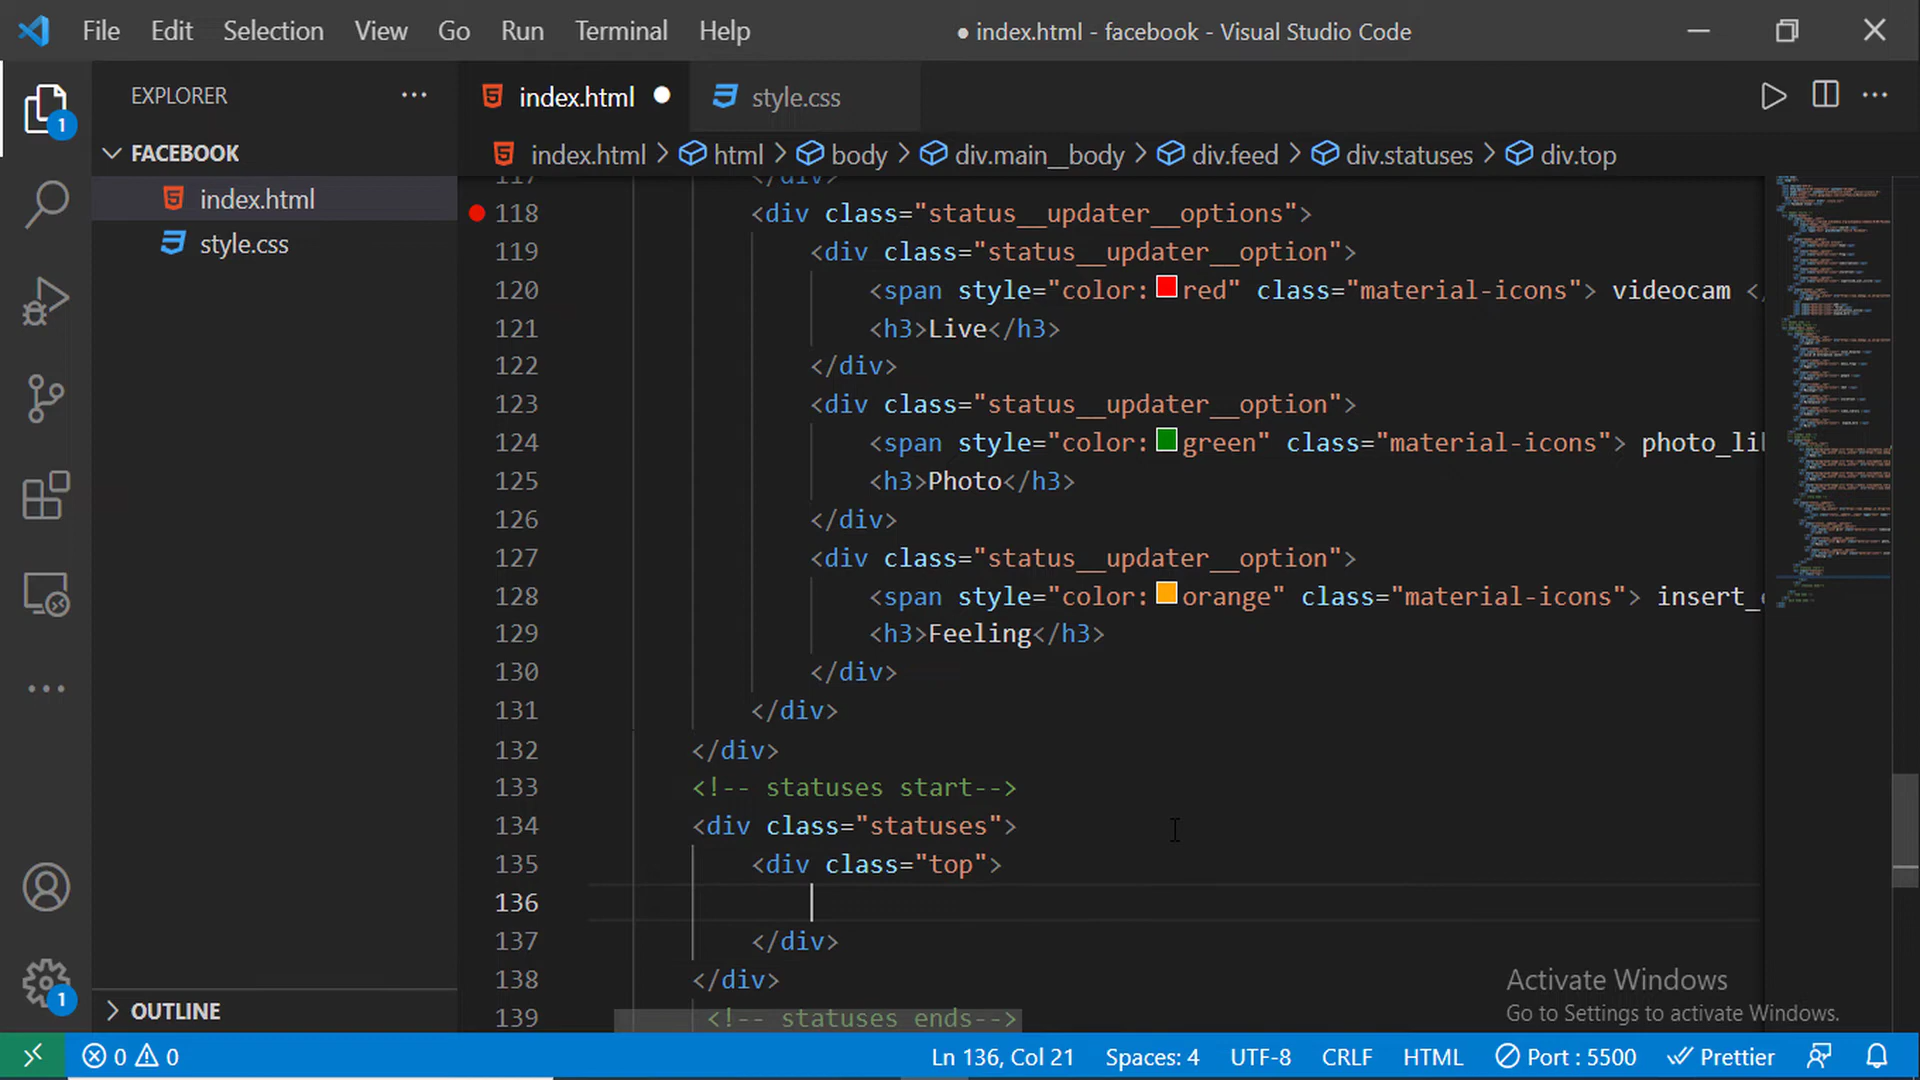 File Edit Selection View Go Run Terminal Help
● index.html - facebook - Visual Studio Code
EXPLORER
index.html
style.css
FACEBOOK
index.html
style.css
index.html > html > body > div.main__body > div.feed > div.statuses > div.top
117 </div>
118 <div class="status__updater__options">
119 <div class="status__updater__option">
120 <span style="color:red" class="material-icons"> videocam </
121 <h3>Live</h3>
122 </div>
123 <div class="status__updater__option">
124 <span style="color:green" class="material-icons"> photo_li
125 <h3>Photo</h3>
126 </div>
127 <div class="status__updater__option">
128 <span style="color:orange" class="material-icons"> insert_
129 <h3>Feeling</h3>
130 </div>
131 </div>
132 </div>
133 <!-- statuses start-->
134 <div class="statuses">
135 <div class="top">
136
137 </div>
138 </div>
139 <!-- statuses ends-->
1
1
OUTLINE
Activate Windows
Go to Settings to activate Windows.
0 0
Ln 136, Col 21 Spaces: 4 UTF-8 CRLF HTML Port : 5500 Prettier